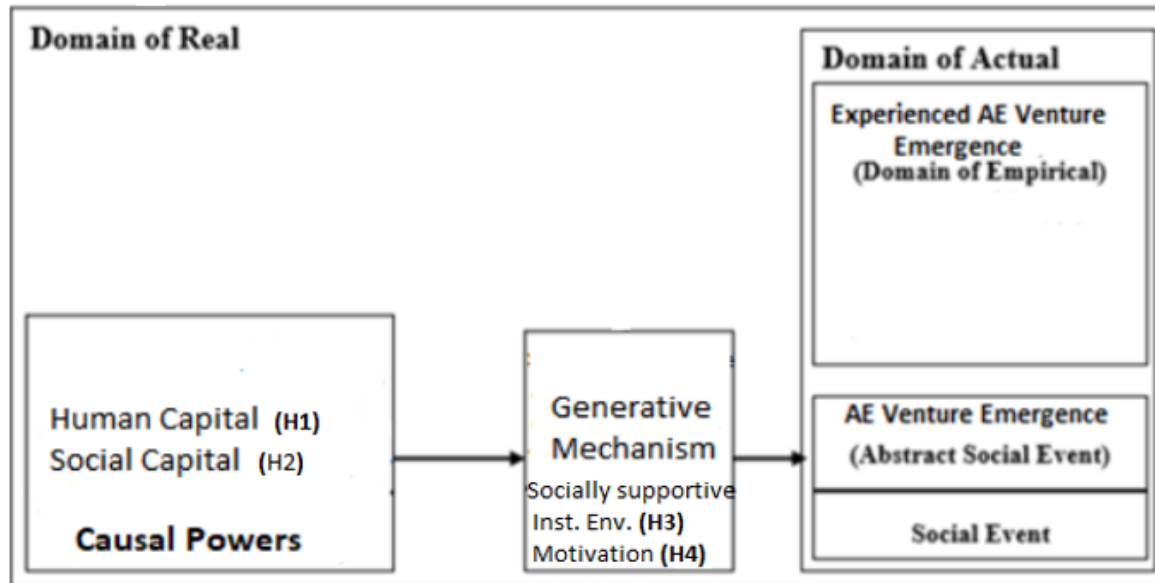 Domain of Real
Domain of Actual
Experienced AE Venture
Emergence
(Domain of Empirical)
Human Capital (H1)
Social Capital (H2)
Causal Powers
Generative
Mechanism
Socially supportive
Inst. Env. (H3)
Motivation (H4)
AE Venture Emergence
(Abstract Social Event)
Social Event